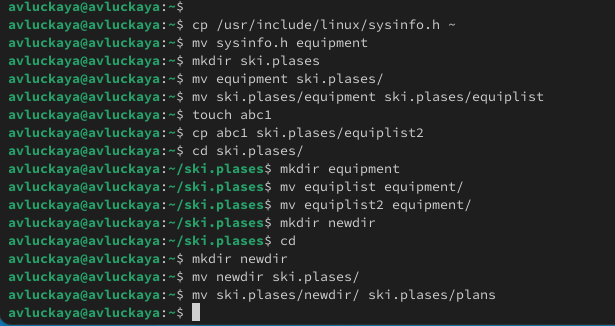 avluckaya@avluckaya:~$
avluckaya@avluckaya:~$ cp /usr/include/linux/sysinfo.h ~
avluckaya@avluckaya:~$ mv sysinfo.h equipment
avluckaya@avluckaya:~$ mkdir ski.plases
avluckaya@avluckaya:~$ mv equipment ski.plases/
avluckaya@avluckaya:~$ mv ski.plases/equipment ski.plases/equiplist
avluckaya@avluckaya:~$ touch abc1
avluckaya@avluckaya:~$ cp abc1 ski.plases/equiplist2
avluckaya@avluckaya:~$ cd ski.plases/
avluckaya@avluckaya:~/ski.plases$ mkdir equipment
avluckaya@avluckaya:~/ski.plases$ mv equiplist equipment/
avluckaya@avluckaya:~/ski.plases$ mv equiplist2 equipment/
avluckaya@avluckaya:~/ski.plases$ mkdir newdir
avluckaya@avluckaya:~/ski.plases$ cd
avluckaya@avluckaya:~$ mkdir newdir
avluckaya@avluckaya:~$ mv newdir ski.plases/
avluckaya@avluckaya:~$ mv ski.plases/newdir/ ski.plases/plans
avluckaya@avluckaya:~$